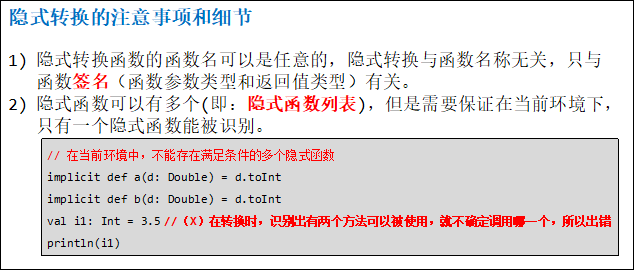 隐式转换的注意事项和细节
1) 隐式转换函数的函数名可以是任意的，隐式转换与函数名称无关，只与
函数签名（函数参数类型和返回值类型）有关。
2) 隐式函数可以有多个(即：隐式函数列表)，但是需要保证在当前环境下，
只有一个隐式函数能被识别。
// 在当前环境中，不能存在满足条件的多个隐式函数
implicit def a(d: Double) = d.toInt
implicit def b(d: Double) = d.toInt
val i1: Int = 3.5 //（X）在转换时，识别出有两个方法可以被使用，就不确定调用哪一个，所以出错
println(i1)